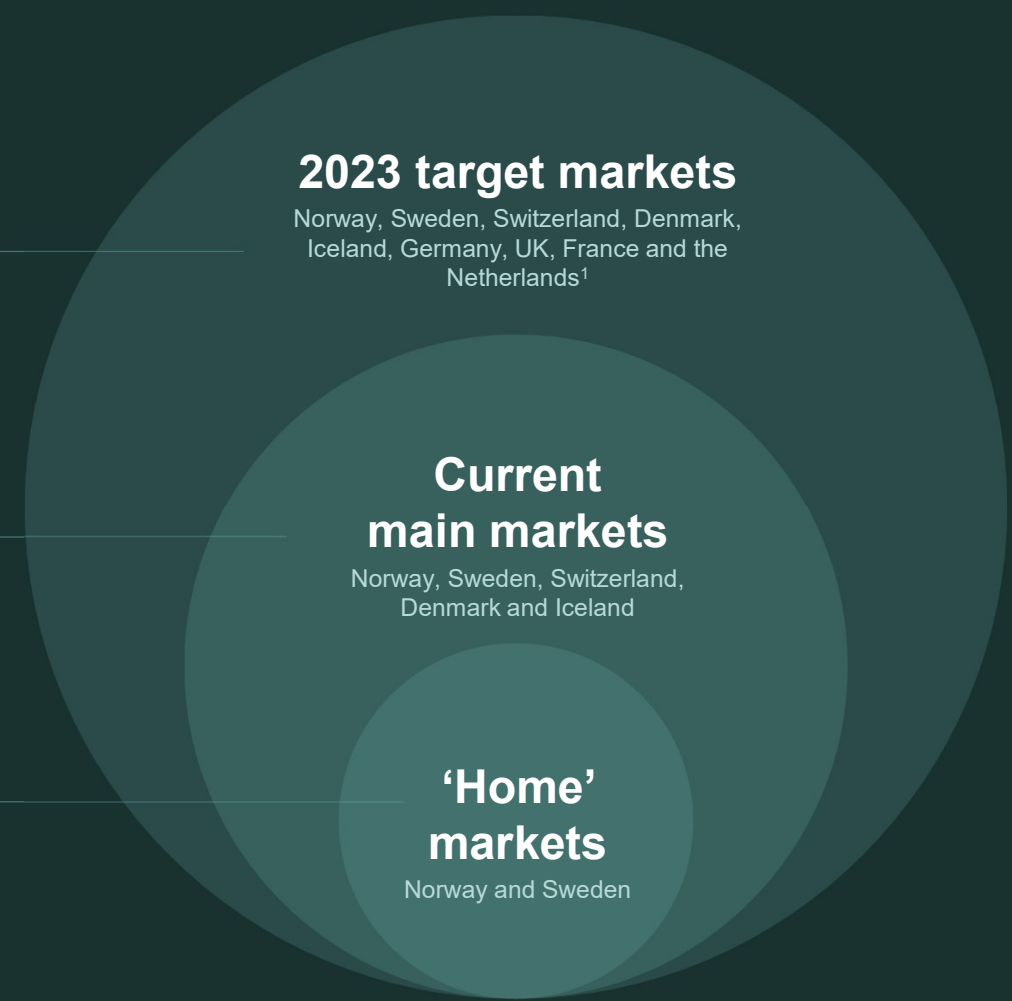 2023 target markets
Norway, Sweden, Switzerland, Denmark,
Iceland, Germany, UK, France and the
Netherlands¹
Current
main markets
Norway, Sweden, Switzerland,
Denmark and Iceland
‘Home’
markets
Norway and Sweden